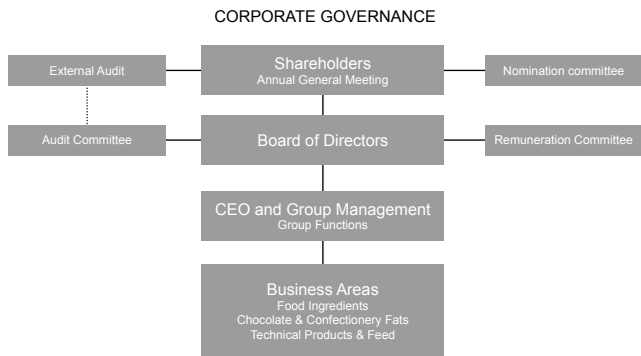 CORPORATE GOVERNANCE
External Audit
Shareholders
Annual General Meeting
Nomination committee
Audit Committee
Board of Directors
Remuneration Committee
CEO and Group Management
Group Functions
Business Areas
Food Ingredients
Chocolate & Confectionery Fats
Technical Products & Feed